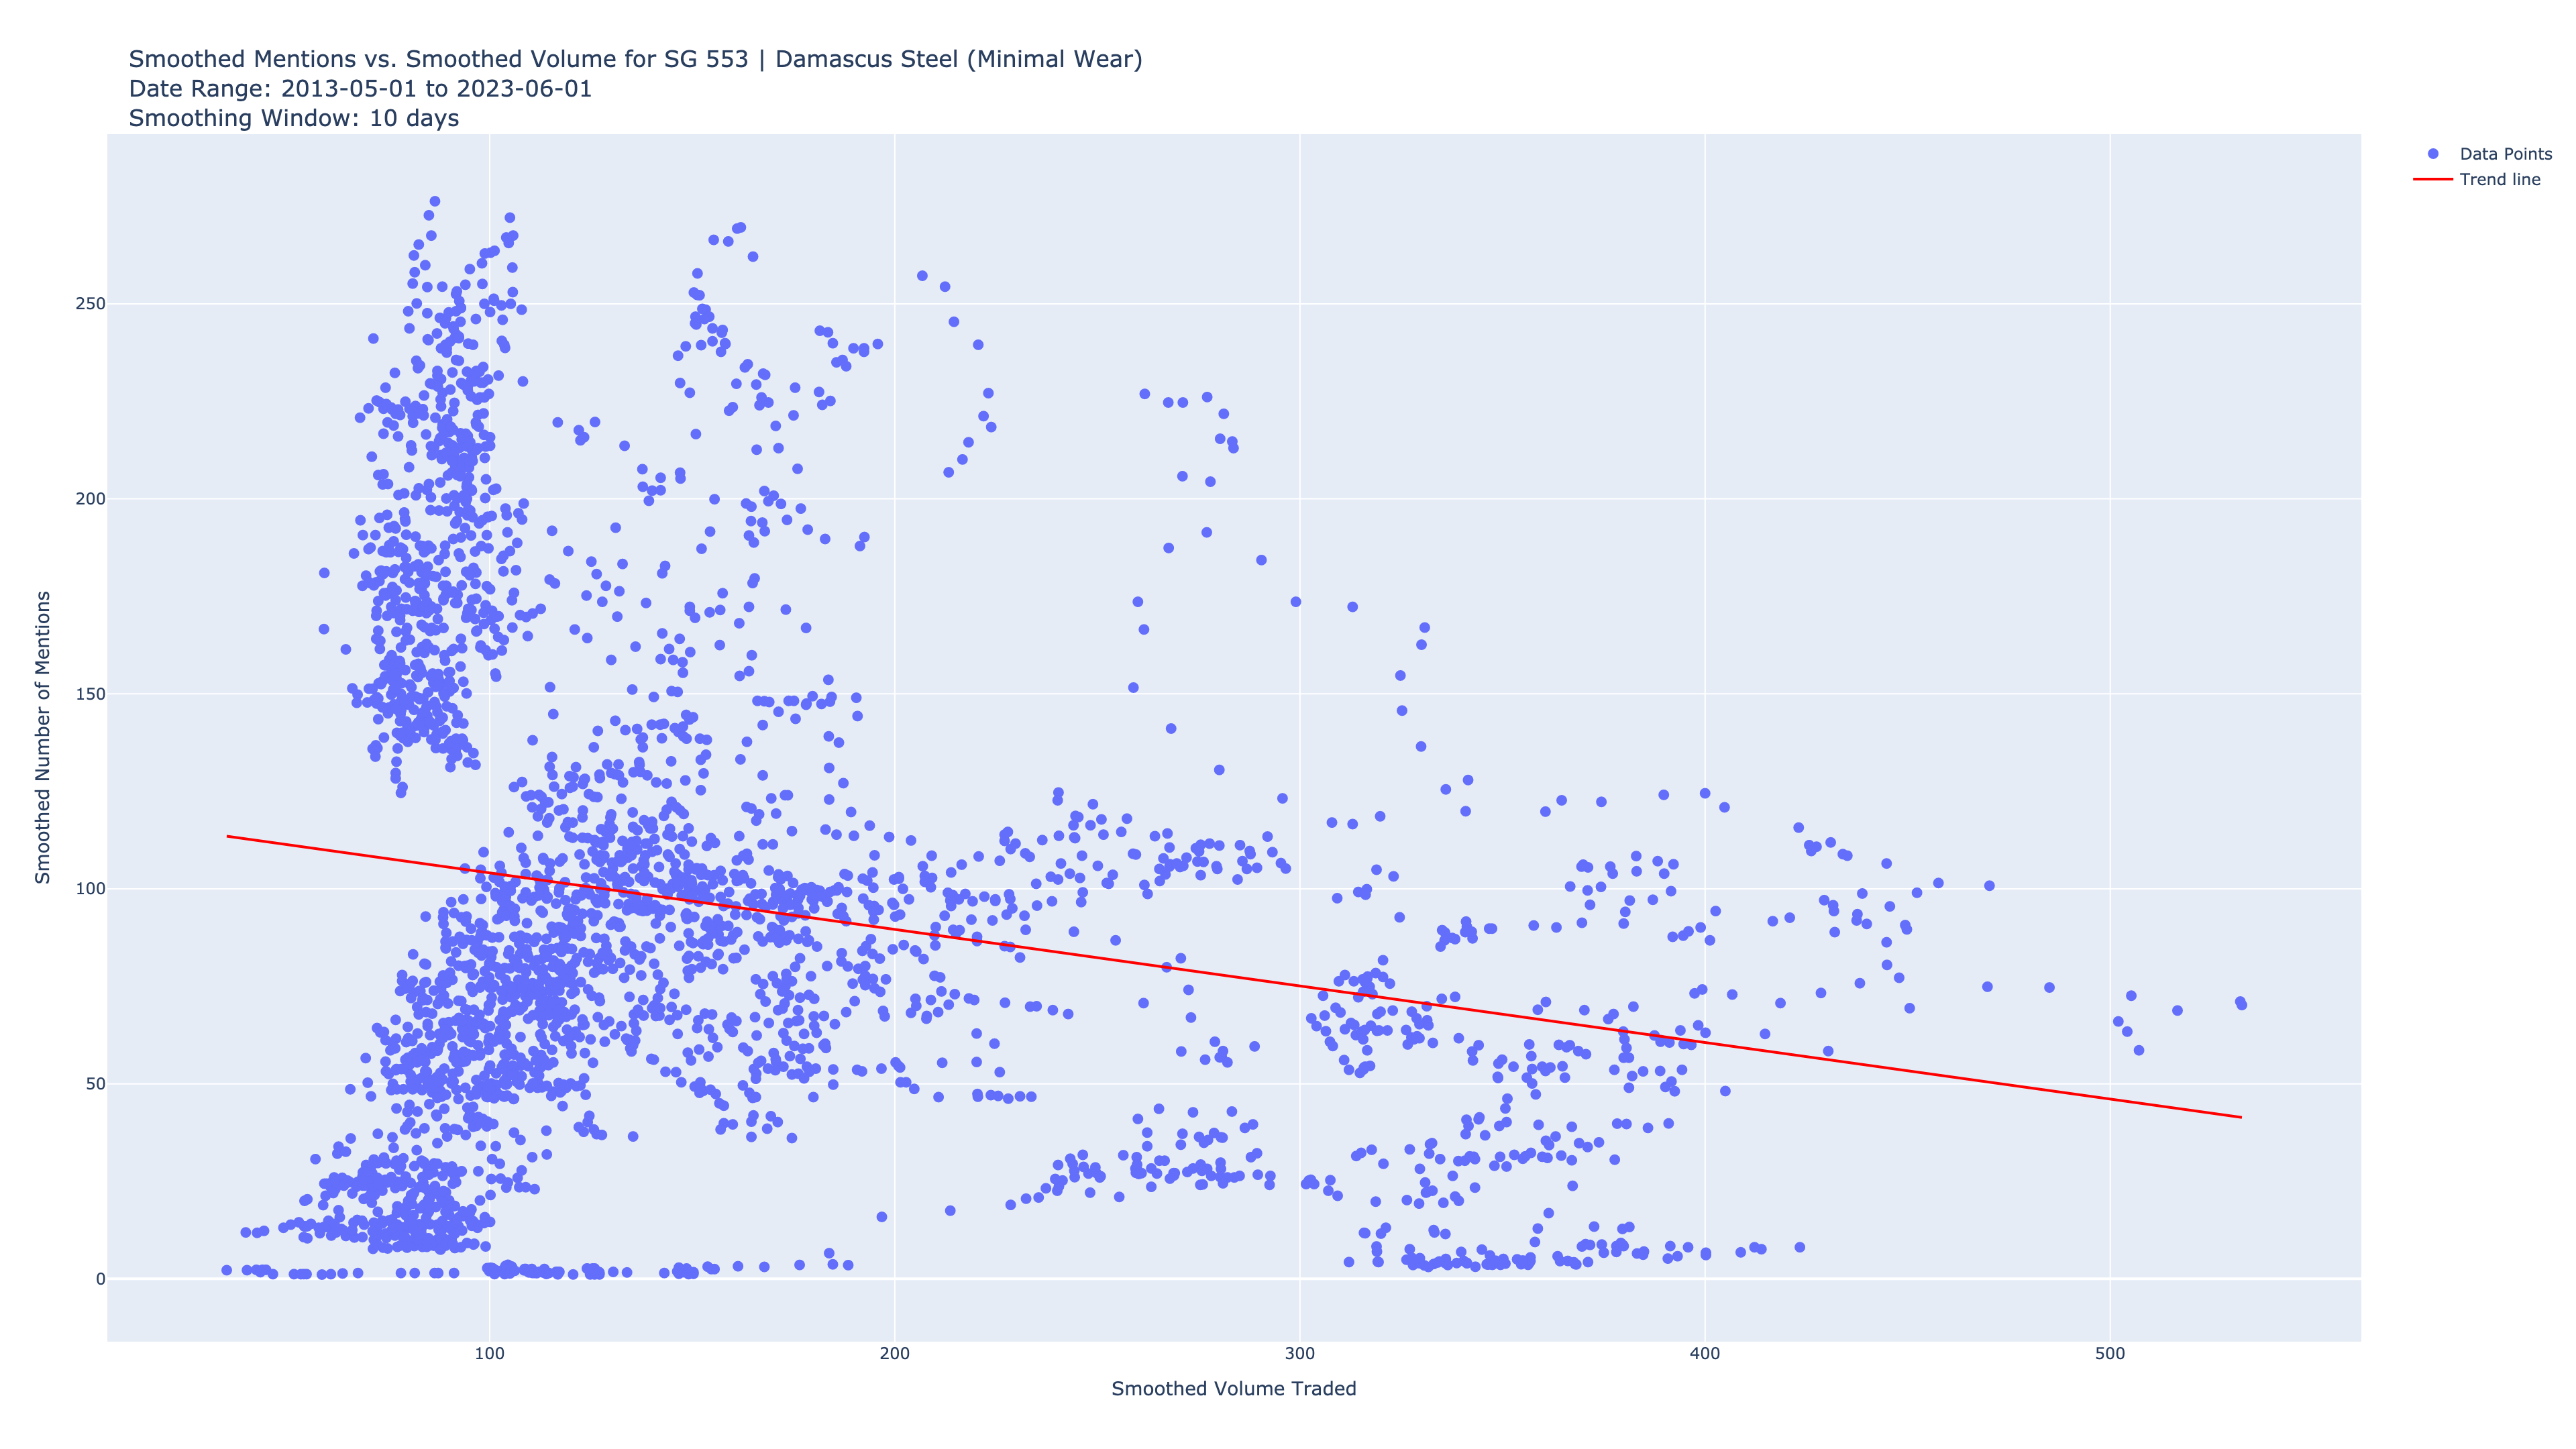 Smoothed Mentions vs. Smoothed Volume for SG 553 | Damascus Steel (Minimal Wear)
Date Range: 2013-05-01 to 2023-06-01
Smoothing Window: 10 days
Data Points
Trend line
250
200
150
100
50
0
Smoothed Number of Mentions
100
200
300
400
500
Smoothed Volume Traded